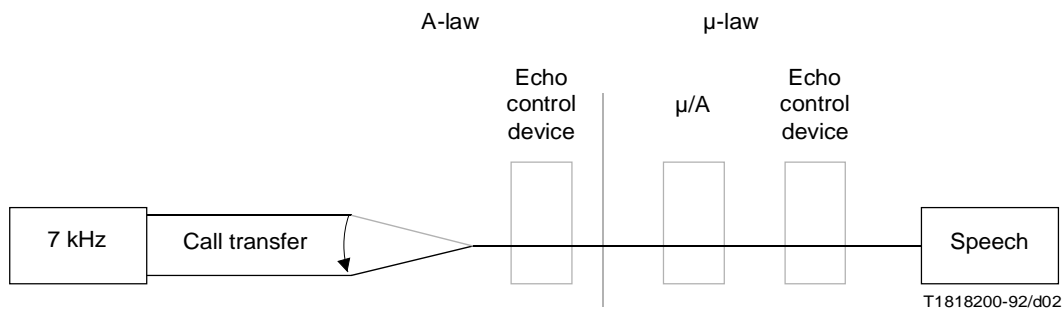 A-law
µ-law
Echo
control
device
µ/A
Echo
control
device
7 kHz
Call transfer
Speech
T1818200-92/d02